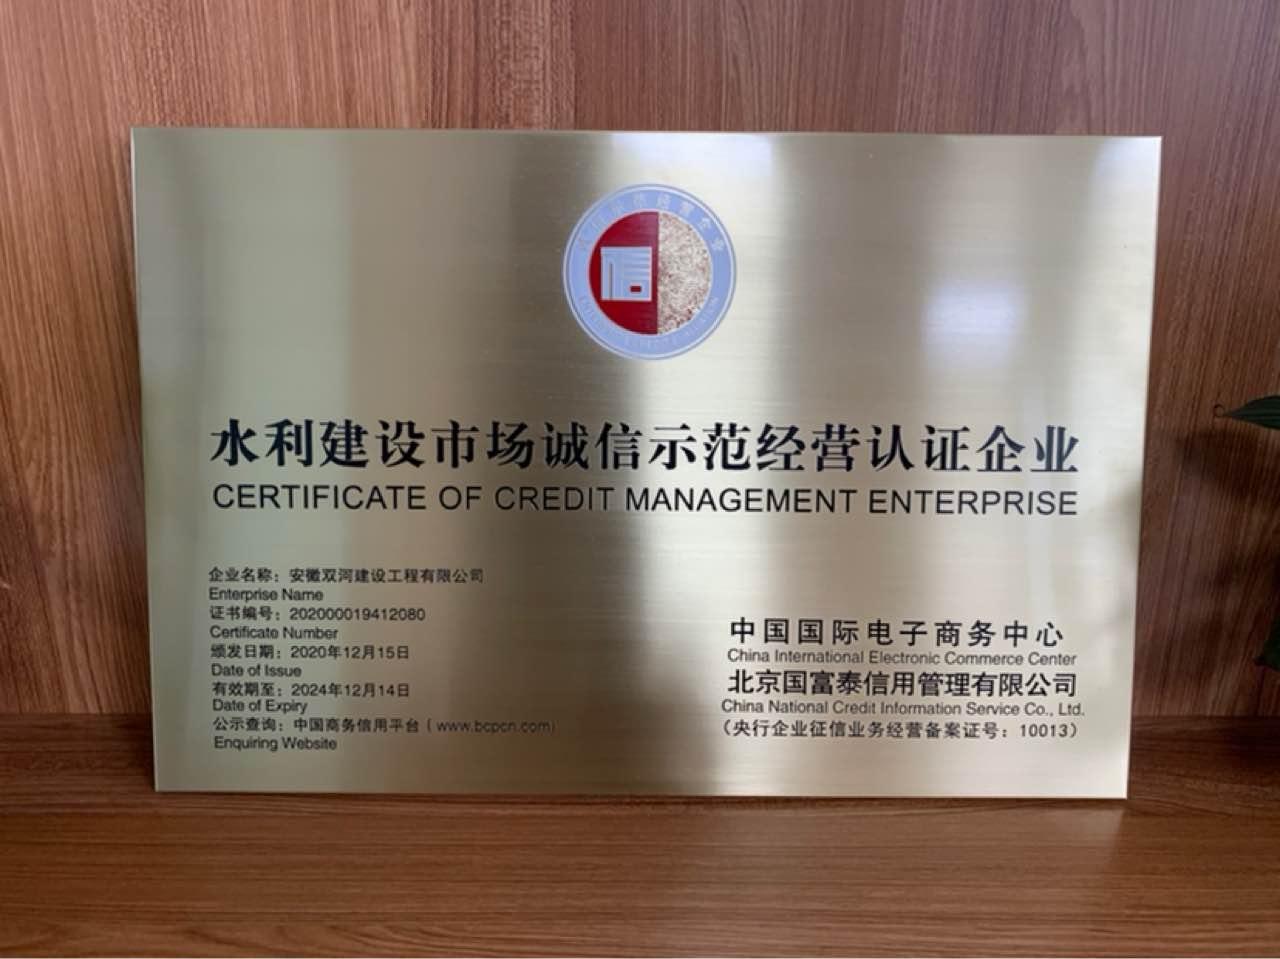 信
水利建设市场诚信示范经营认证企业
CERTIFICATE OF CREDIT MANAGEMENT ENTERPRISE
企业名称：安徽双河建设工程有限公司
Enterprise Name
证书编号：202000019412080
Certificate Number
颁发日期：2020年12月15日
Date of Issue
有效期至：2024年12月14日
Date of Expiry
公示查询：中国商务信用平台（www.bcpcn.com）
Enquiring Website
中国国际电子商务中心
China International Electronic Commerce Center
北京国富泰信用管理有限公司
China National Credit Information Service Co., Ltd.
（央行企业征信业务经营备案证号：10013）